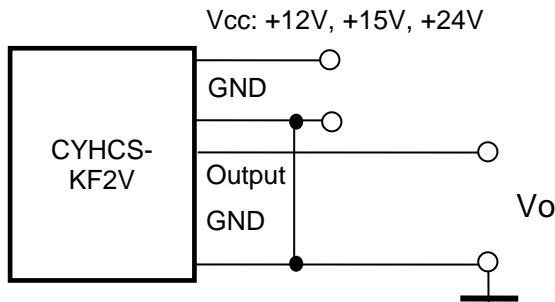 Vcc: +12V, +15V, +24V
GND
CYHCS-
KF2V
Output
GND
Vo